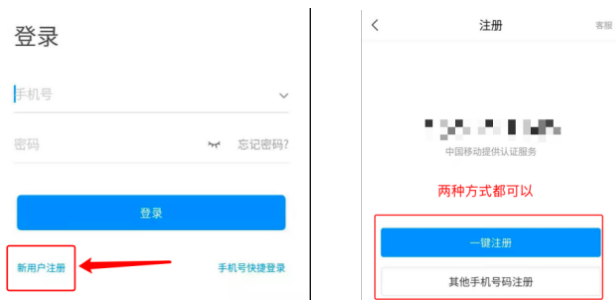 登录
手机号
密码
忘记密码?
登录
新用户注册
手机号快捷登录
注册
客服
中国移动提供认证服务
两种方式都可以
一键注册
其他手机号码注册